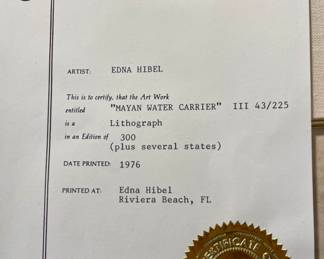 ARTIST: EDNA HIBEL
This is to certify, that the Art Work
entitled "MAYAN WATER CARRIER" III 43/225
is a Lithograph
in an Edition of 300
(plus several states)
DATE PRINTED: 1976
PRINTED AT: Edna Hibel
Riviera Beach, FL
CERTIFICATE O